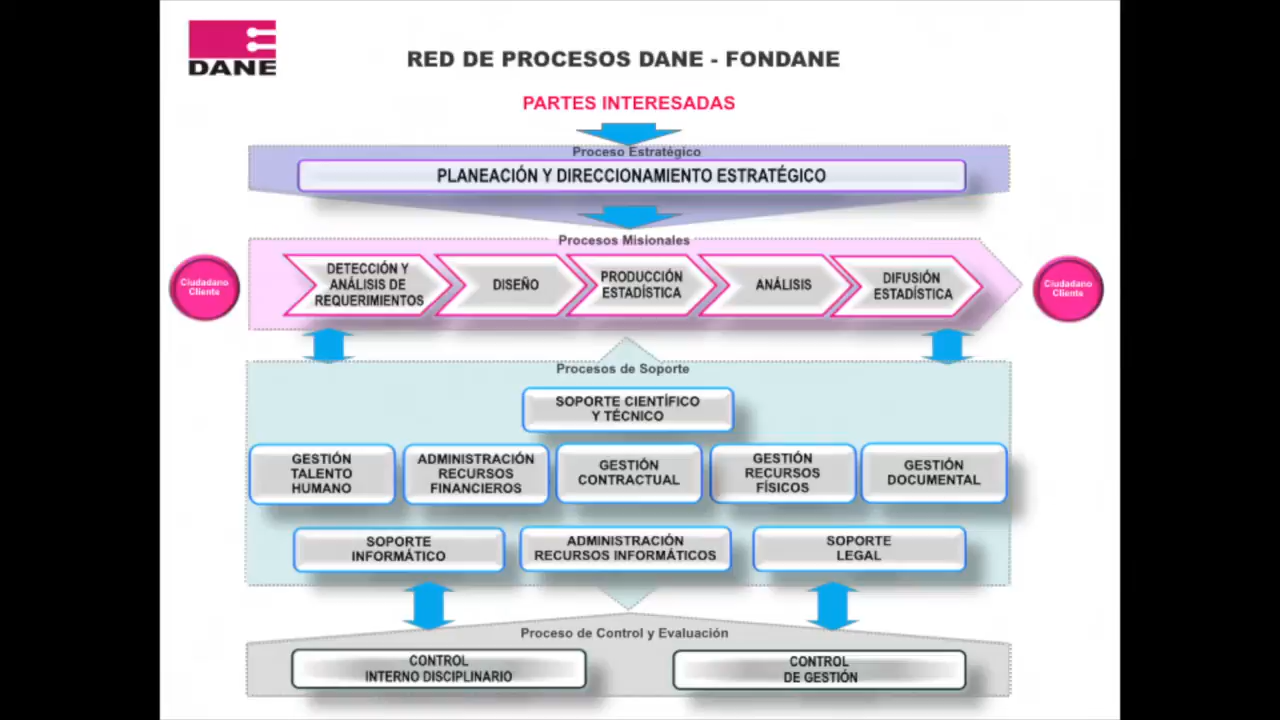 DANE
RED DE PROCESOS DANE - FONDANE
PARTES INTERESADAS
Proceso Estratégico
PLANEACIÓN Y DIRECCIONAMIENTO ESTRATÉGICO
Procesos Misionales
Ciudadano
Cliente
DETECCIÓN Y
ANÁLISIS DE
REQUERIMIENTOS
DISEÑO
PRODUCCIÓN
ESTADÍSTICA
ANÁLISIS
DIFUSIÓN
ESTADÍSTICA
Ciudadano
Cliente
Procesos de Soporte
SOPORTE CIENTÍFICO
Y TÉCNICO
GESTIÓN
TALENTO
HUMANO
ADMINISTRACIÓN
RECURSOS
FINANCIEROS
GESTIÓN
CONTRACTUAL
GESTIÓN
RECURSOS
FÍSICOS
GESTIÓN
DOCUMENTAL
SOPORTE
INFORMÁTICO
ADMINISTRACIÓN
RECURSOS INFORMÁTICOS
SOPORTE
LEGAL
Proceso de Control y Evaluación
CONTROL
INTERNO DISCIPLINARIO
CONTROL
DE GESTIÓN